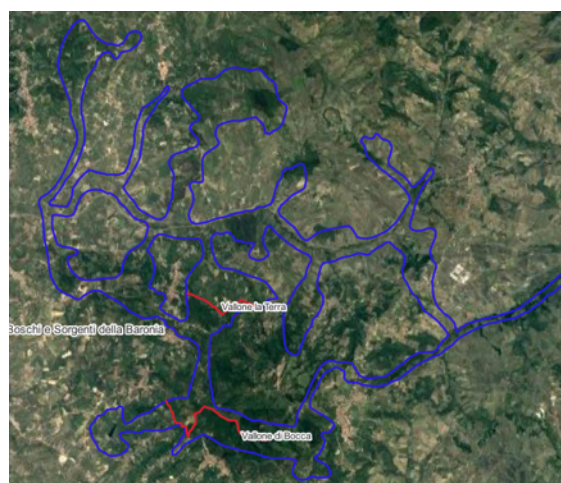 Vallone la Terra
Boschi e Sorgenti della Baronia
Vallone di Bocca